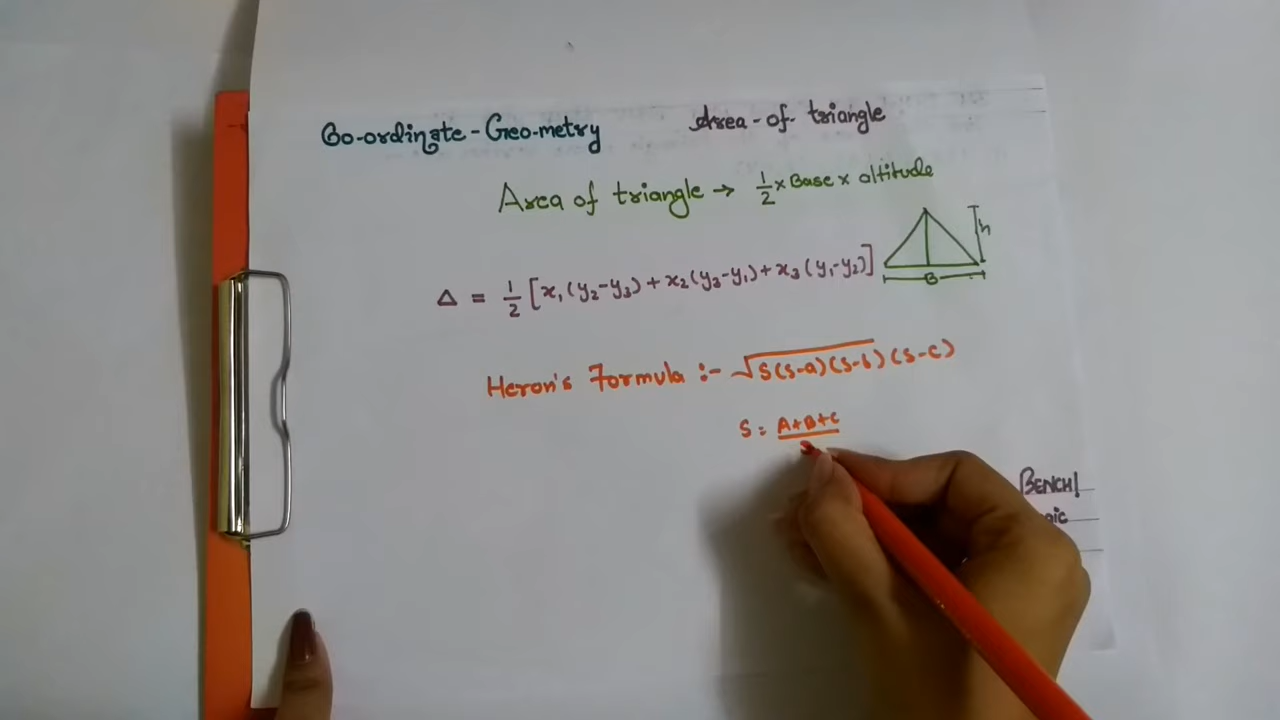 Co-ordinate-Geo-metry
Area-of-triangle
Area of triangle → 1/2 × Base × altitude
h
B
Δ = 1/2 [x₁(y₂-y₃)+x₂(y₃-y₁)+x₃(y₁-y₂)]
Heron's Formula :- √S(S-a)(S-b)(S-c)
S = A+B+C
BENCH!